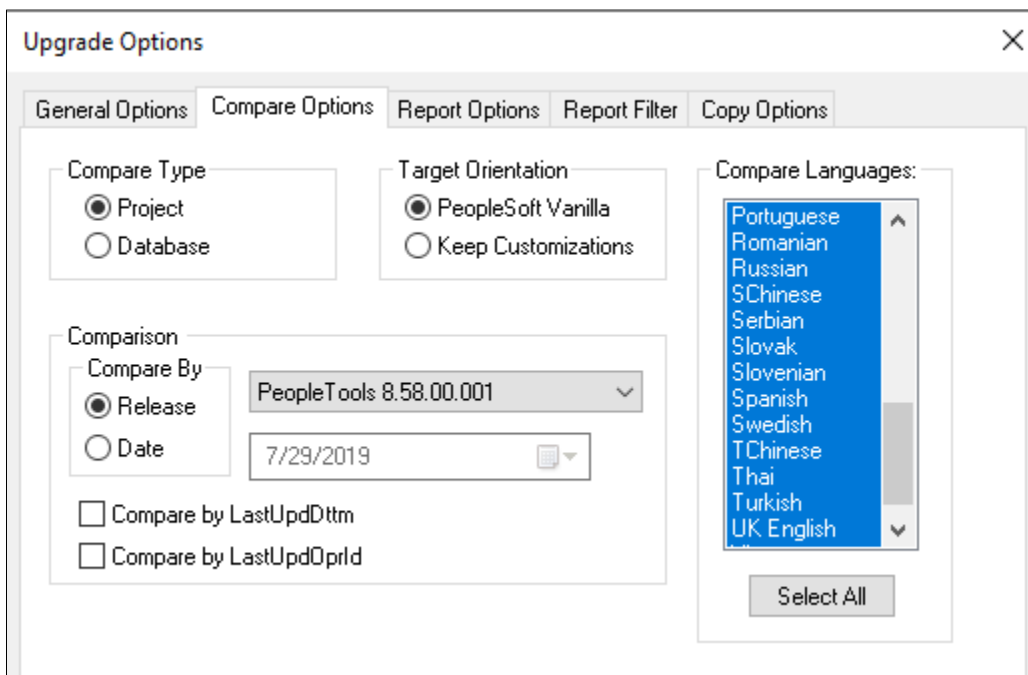 Upgrade Options
General Options
Compare Options
Report Options
Report Filter
Copy Options
Compare Type
Project
Database
Target Orientation
PeopleSoft Vanilla
Keep Customizations
Compare Languages:
Portuguese
Romanian
Russian
SChinese
Serbian
Slovak
Slovenian
Spanish
Swedish
TChinese
Thai
Turkish
UK English
Select All
Comparison
Compare By
Release
Date
PeopleTools 8.58.00.001
7/29/2019
Compare by LastUpdDttm
Compare by LastUpdOprId